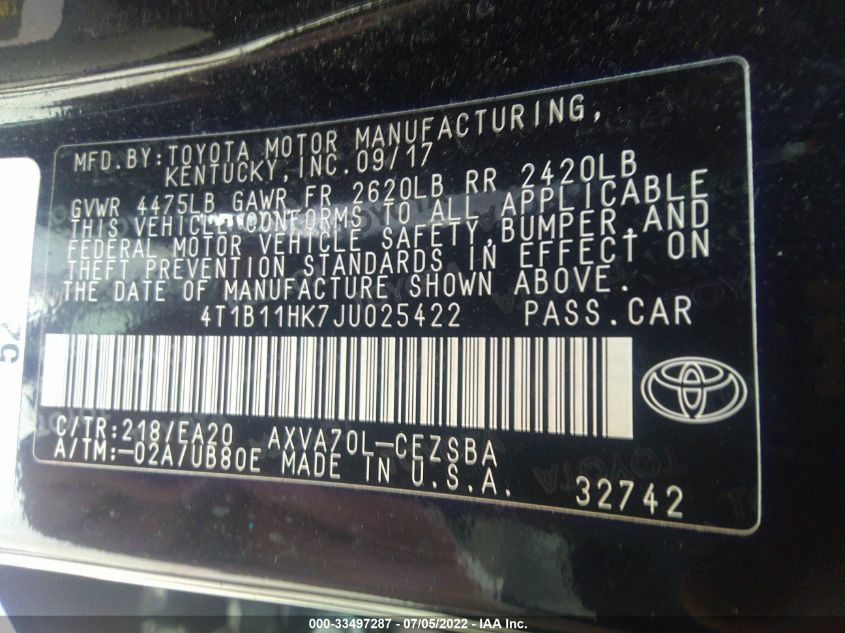 MFD.BY:TOYOTA MOTOR MANUFACTURING,
KENTUCKY, INC.09/17
GVWR 4475LB GAWR FR 2620LB RR 2420LB
THIS VEHICLE CONFORMS TO ALL APPLICABLE
FEDERAL MOTOR VEHICLE SAFETY, BUMPER, AND
THEFT PREVENTION STANDARDS IN EFFECT ON
THE DATE OF MANUFACTURE SHOWN ABOVE.
4T1B11HK7JU025422 PASS.CAR
C/TR:218/EA20 AXVA70L-CEZSBA
A/TM:-02A/UB80E MADE IN U.S.A.
32742
52
000-33497287 - 07/05/2022 - IAA Inc.